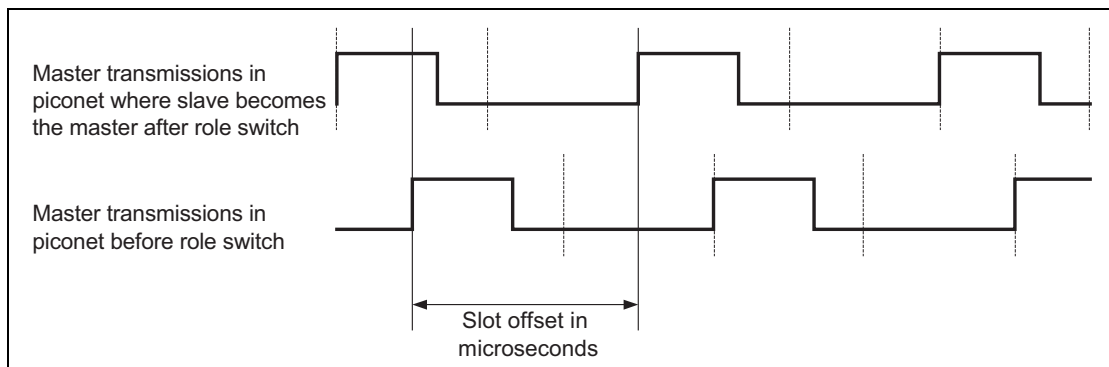 Master transmissions in
piconet where slave becomes
the master after role switch
Master transmissions in
piconet before role switch
Slot offset in
microseconds